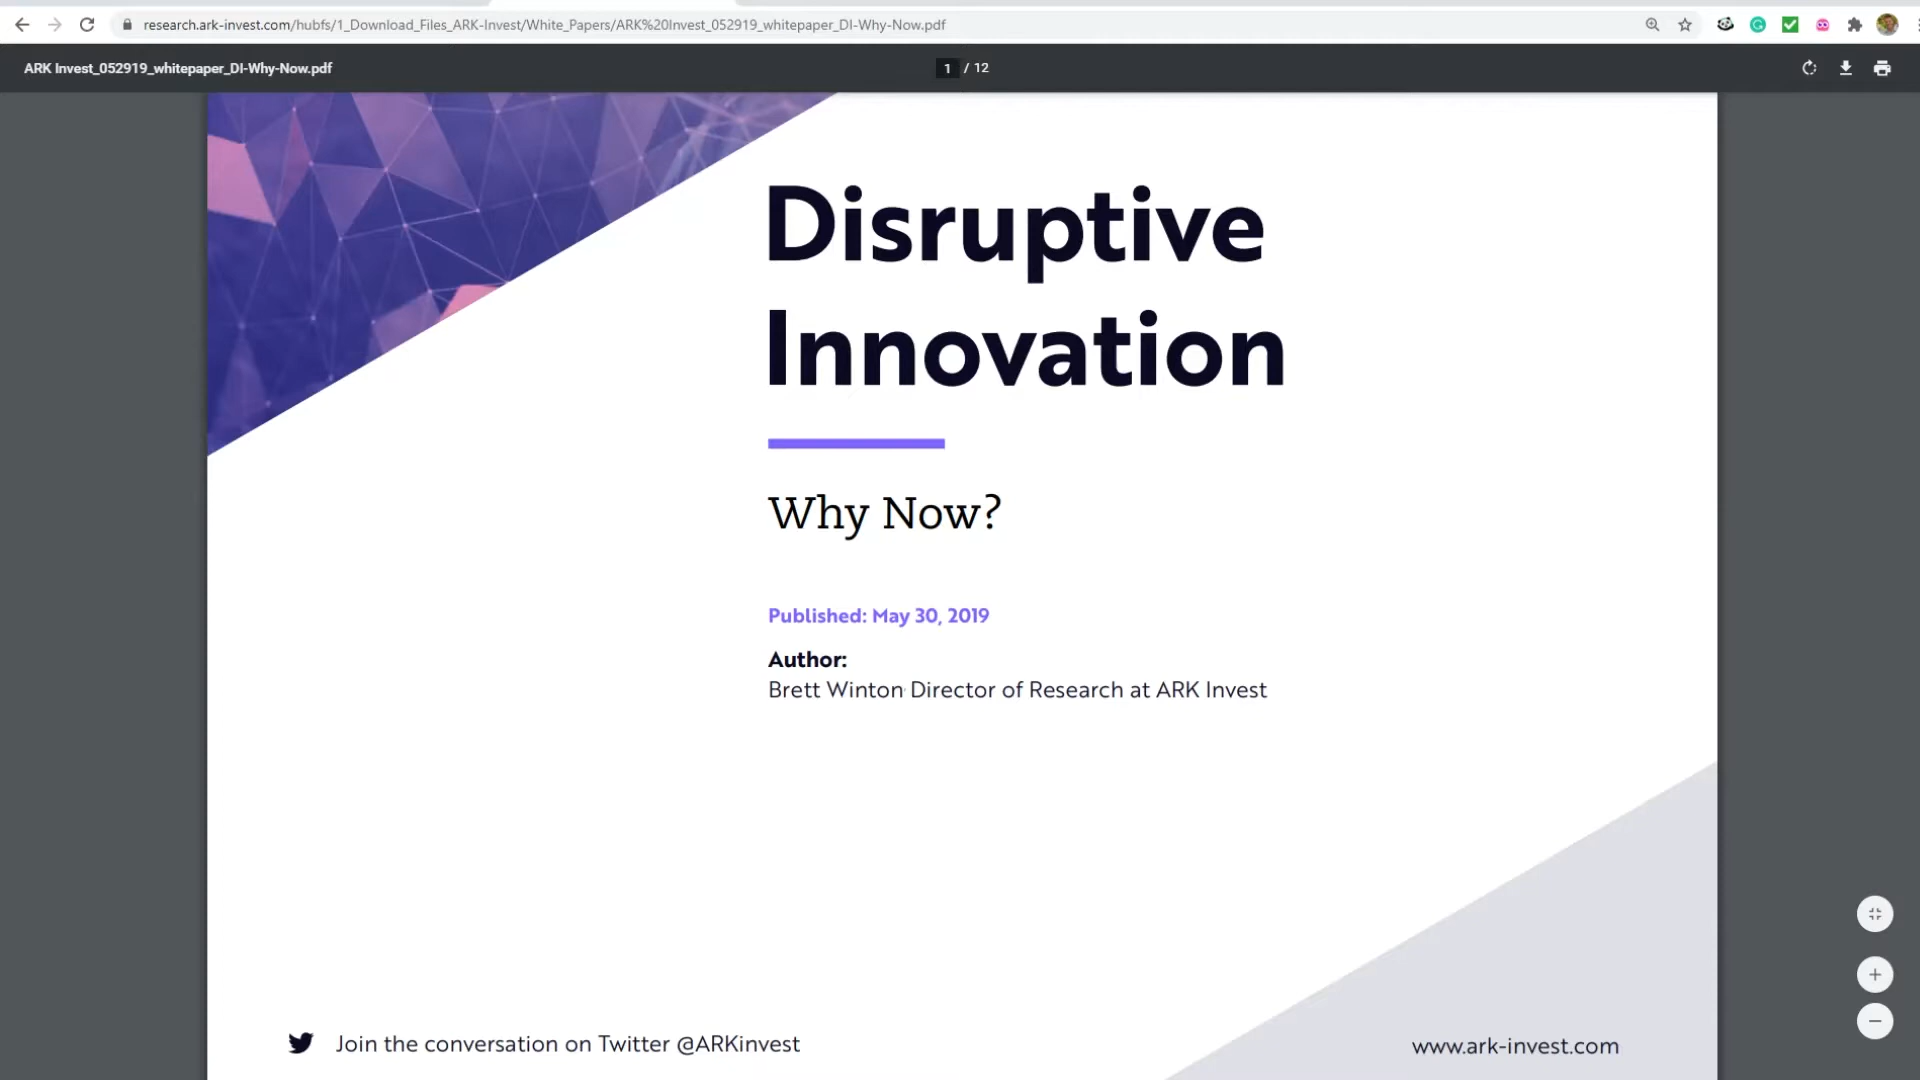 research.ark-invest.com/hubfs/1_Download_Files_ARK-Invest/White_Papers/ARK%20Invest_052919_whitepaper_DI-Why-Now.pdf
ARK Invest_052919_whitepaper_DI-Why-Now.pdf
1 / 12
Disruptive
Innovation
Why Now?
Published: May 30, 2019
Author:
Brett Winton Director of Research at ARK Invest
Join the conversation on Twitter @ARKinvest
www.ark-invest.com